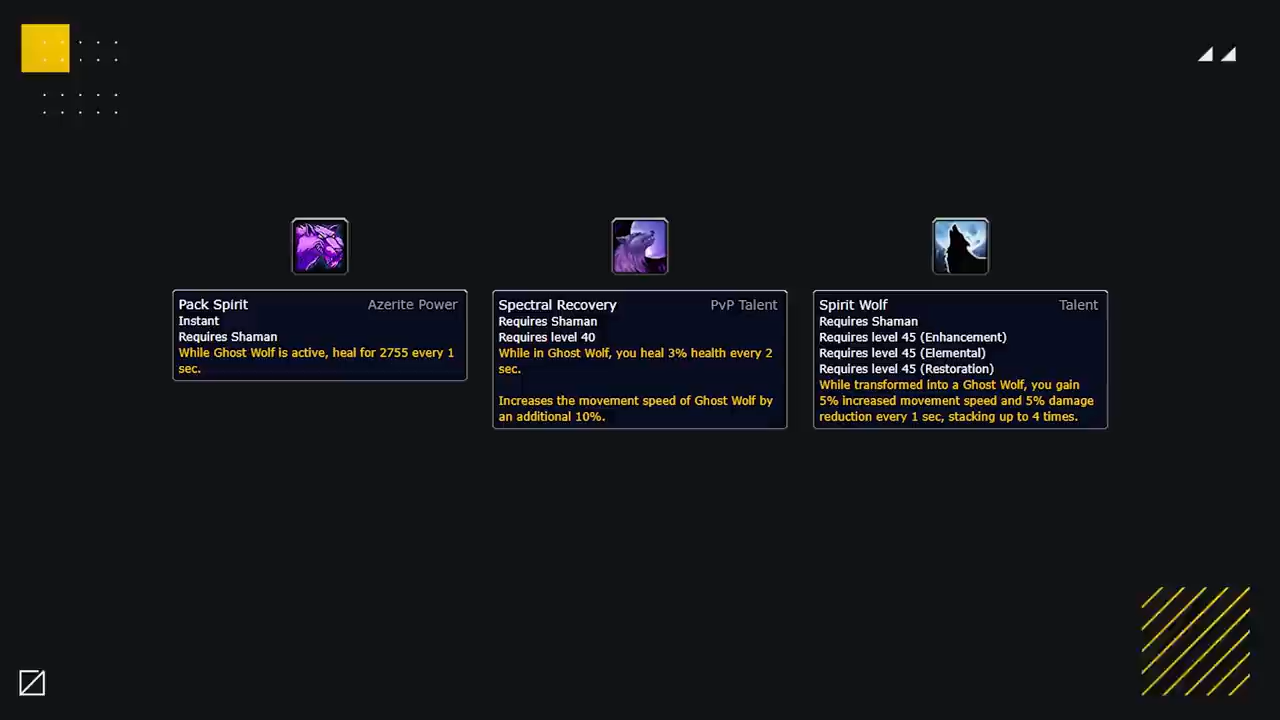 Pack Spirit Azerite Power
Instant
Requires Shaman
While Ghost Wolf is active, heal for 2755 every 1
sec.
Spectral Recovery PvP Talent
Requires Shaman
Requires level 40
While in Ghost Wolf, you heal 3% health every 2
sec.
Increases the movement speed of Ghost Wolf by
an additional 10%.
Spirit Wolf Talent
Requires Shaman
Requires level 45 (Enhancement)
Requires level 45 (Elemental)
Requires level 45 (Restoration)
While transformed into a Ghost Wolf, you gain
5% increased movement speed and 5% damage
reduction every 1 sec, stacking up to 4 times.